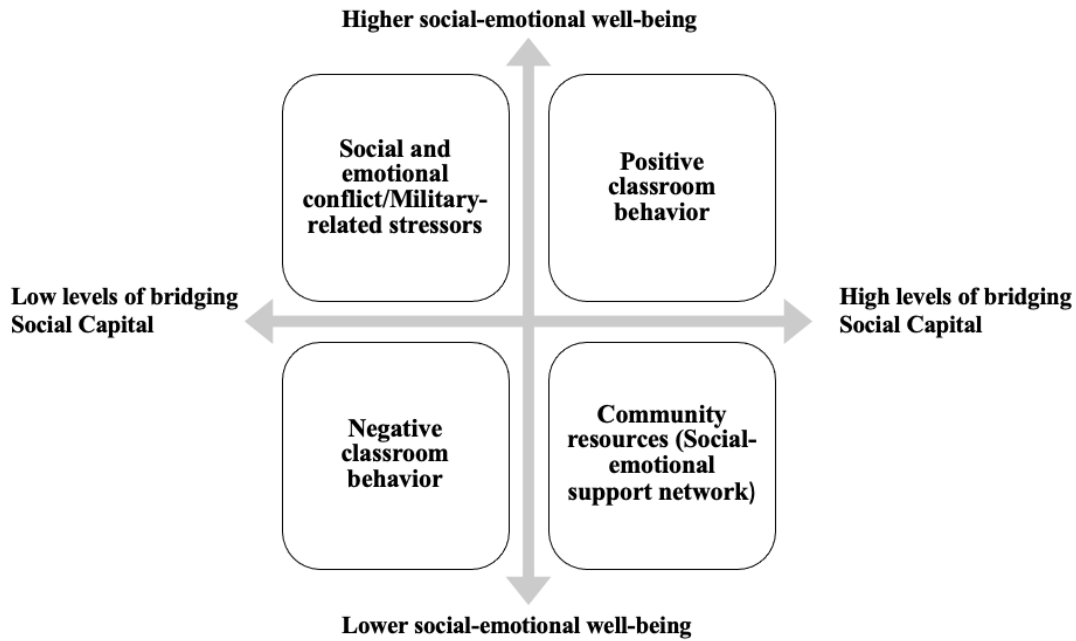 Higher social-emotional well-being
Social and
emotional
conflict/Military-
related stressors
Positive
classroom
behavior
Low levels of bridging
Social Capital
High levels of bridging
Social Capital
Negative
classroom
behavior
Community
resources (Social-
emotional
support network)
Lower social-emotional well-being